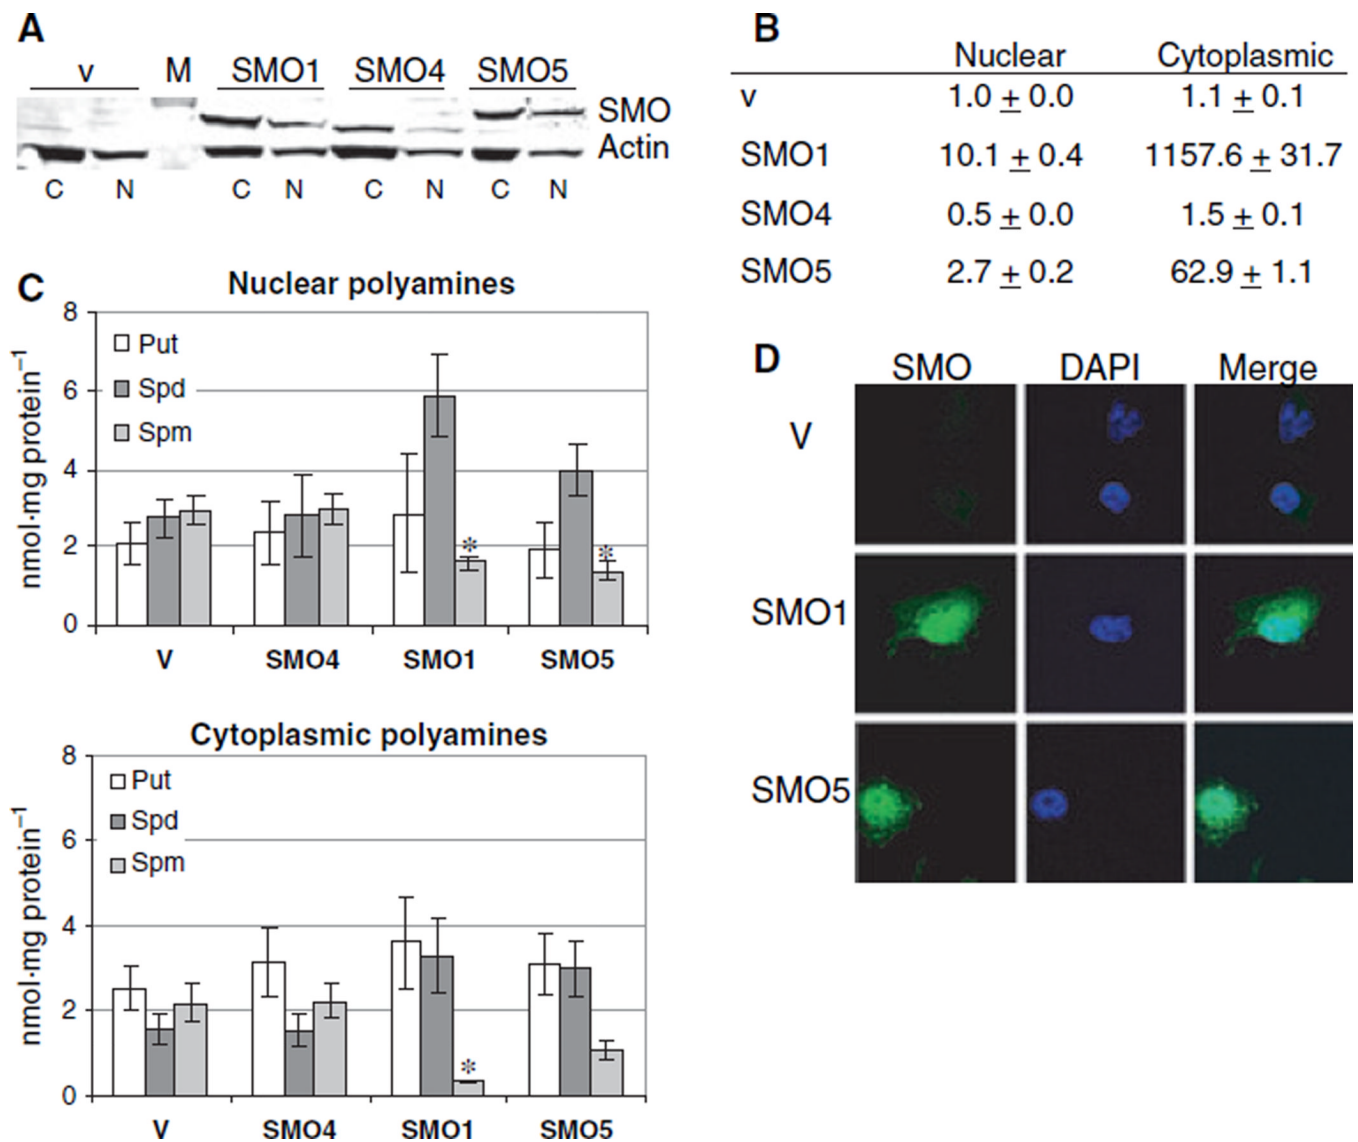 A
v M SMO1 SMO4 SMO5
SMO
Actin
C N C N C N C N
B
Nuclear Cytoplasmic
v 1.0 ± 0.0 1.1 ± 0.1
SMO1 10.1 ± 0.4 1157.6 ± 31.7
SMO4 0.5 ± 0.0 1.5 ± 0.1
SMO5 2.7 ± 0.2 62.9 ± 1.1
C
Nuclear polyamines
nmol·mg protein⁻¹
8
6
4
2
0
Put
Spd
Spm
* *
V SMO4 SMO1 SMO5
Cytoplasmic polyamines
nmol·mg protein⁻¹
8
6
4
2
0
Put
Spd
Spm
*
V SMO4 SMO1 SMO5
D
SMO DAPI Merge
V
SMO1
SMO5